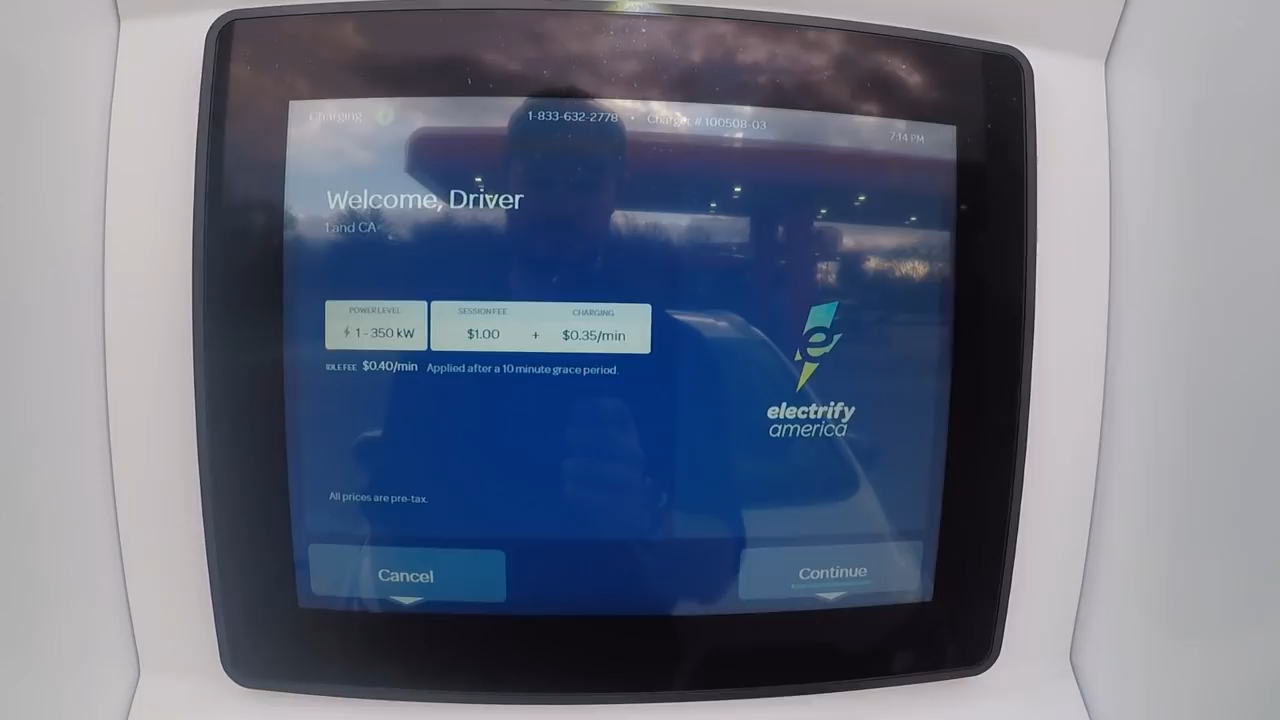 Charging
1-833-632-2778 • Charger # 100508-03
7:14 PM
Welcome, Driver
1 and CA
POWER LEVEL
1 - 350 kW
SESSION FEE
$1.00
+
CHARGING
$0.35/min
IDLE FEE $0.40/min Applied after a 10 minute grace period.
electrify
america
All prices are pre-tax.
Cancel
Continue